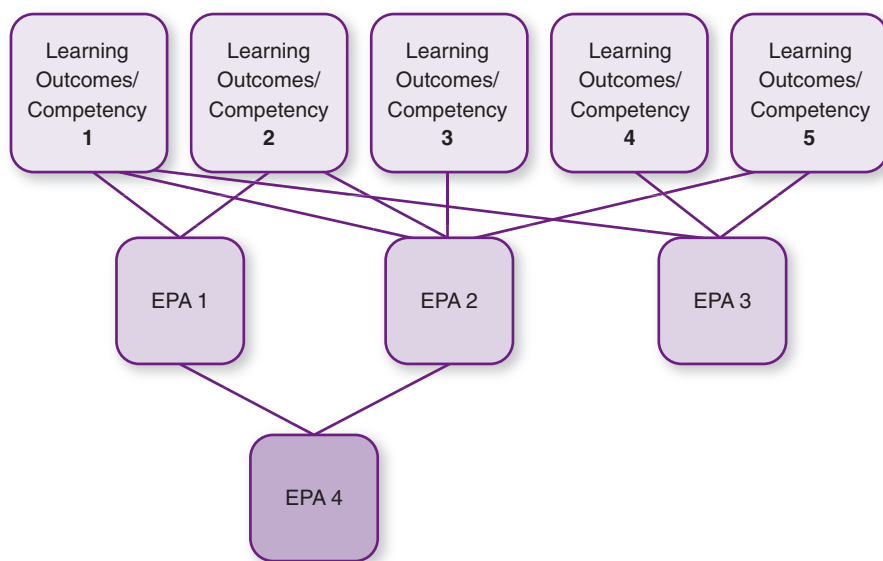 Learning
Outcomes/
Competency
1
Learning
Outcomes/
Competency
2
Learning
Outcomes/
Competency
3
Learning
Outcomes/
Competency
4
Learning
Outcomes/
Competency
5
EPA 1
EPA 2
EPA 3
EPA 4